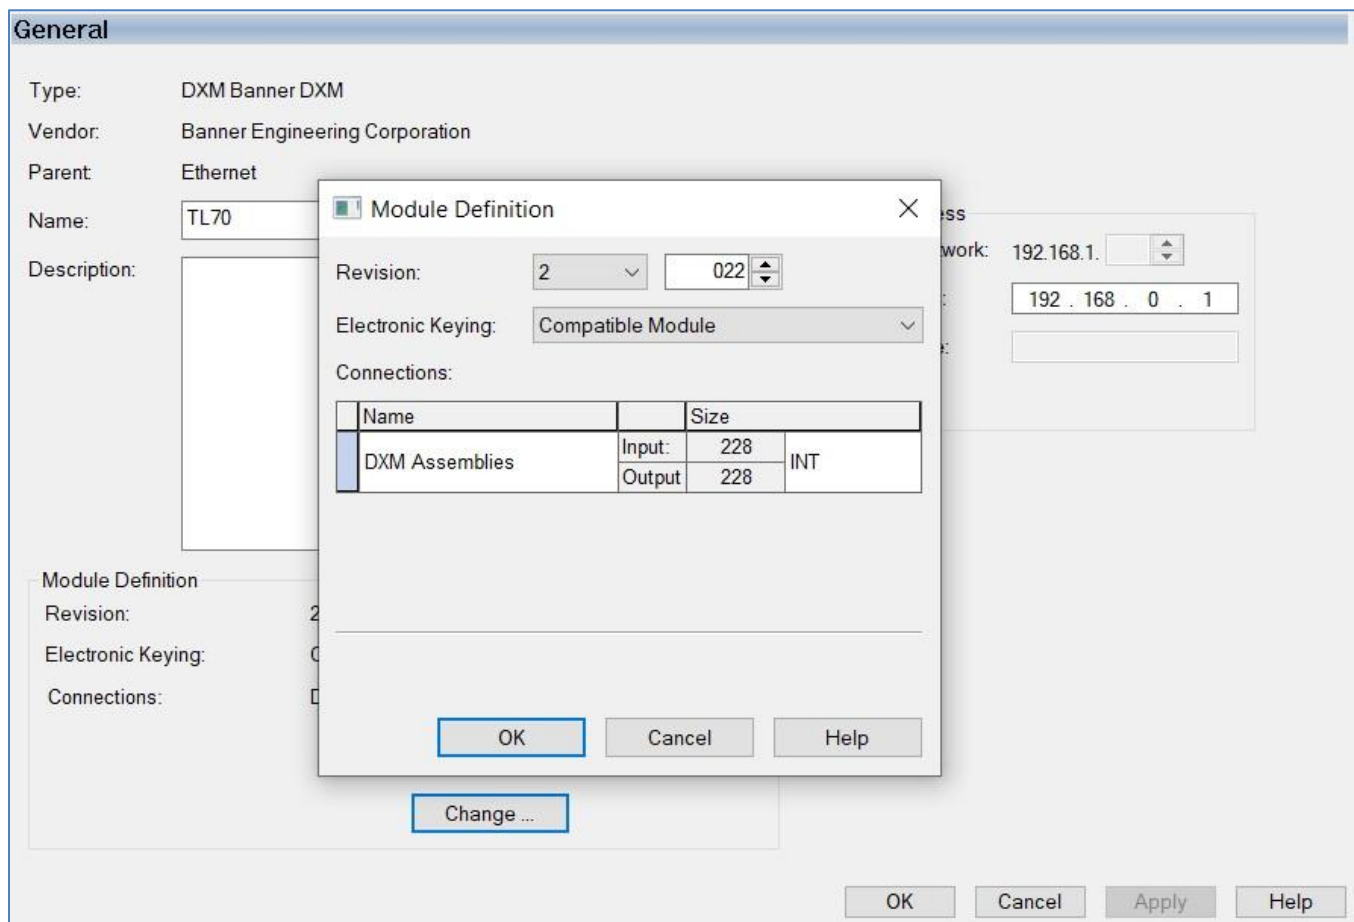 General
Type: DXM Banner DXM
Vendor: Banner Engineering Corporation
Parent: Ethernet
Name: TL70
Description:
Module Definition
Revision: 2 022
Electronic Keying: Compatible Module
Connections:
Name Size
DXM Assemblies Input: 228 INT
Output 228
OK Cancel Help
192.168.1.
192 . 168 . 0 . 1
Module Definition
Revision: 2
Electronic Keying:
Connections:
Change ...
OK Cancel Apply Help